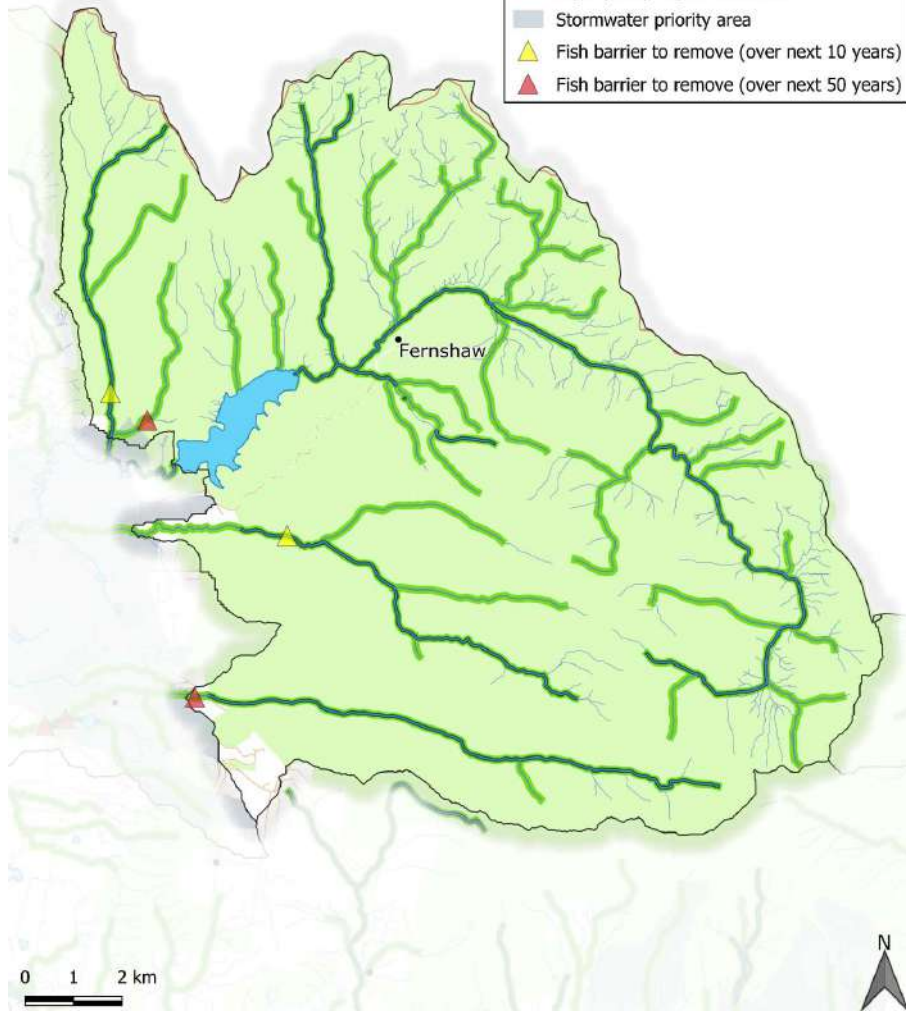 Stormwater priority area
Fish barrier to remove (over next 10 years)
Fish barrier to remove (over next 50 years)
Fernshaw
N
0 1 2 km